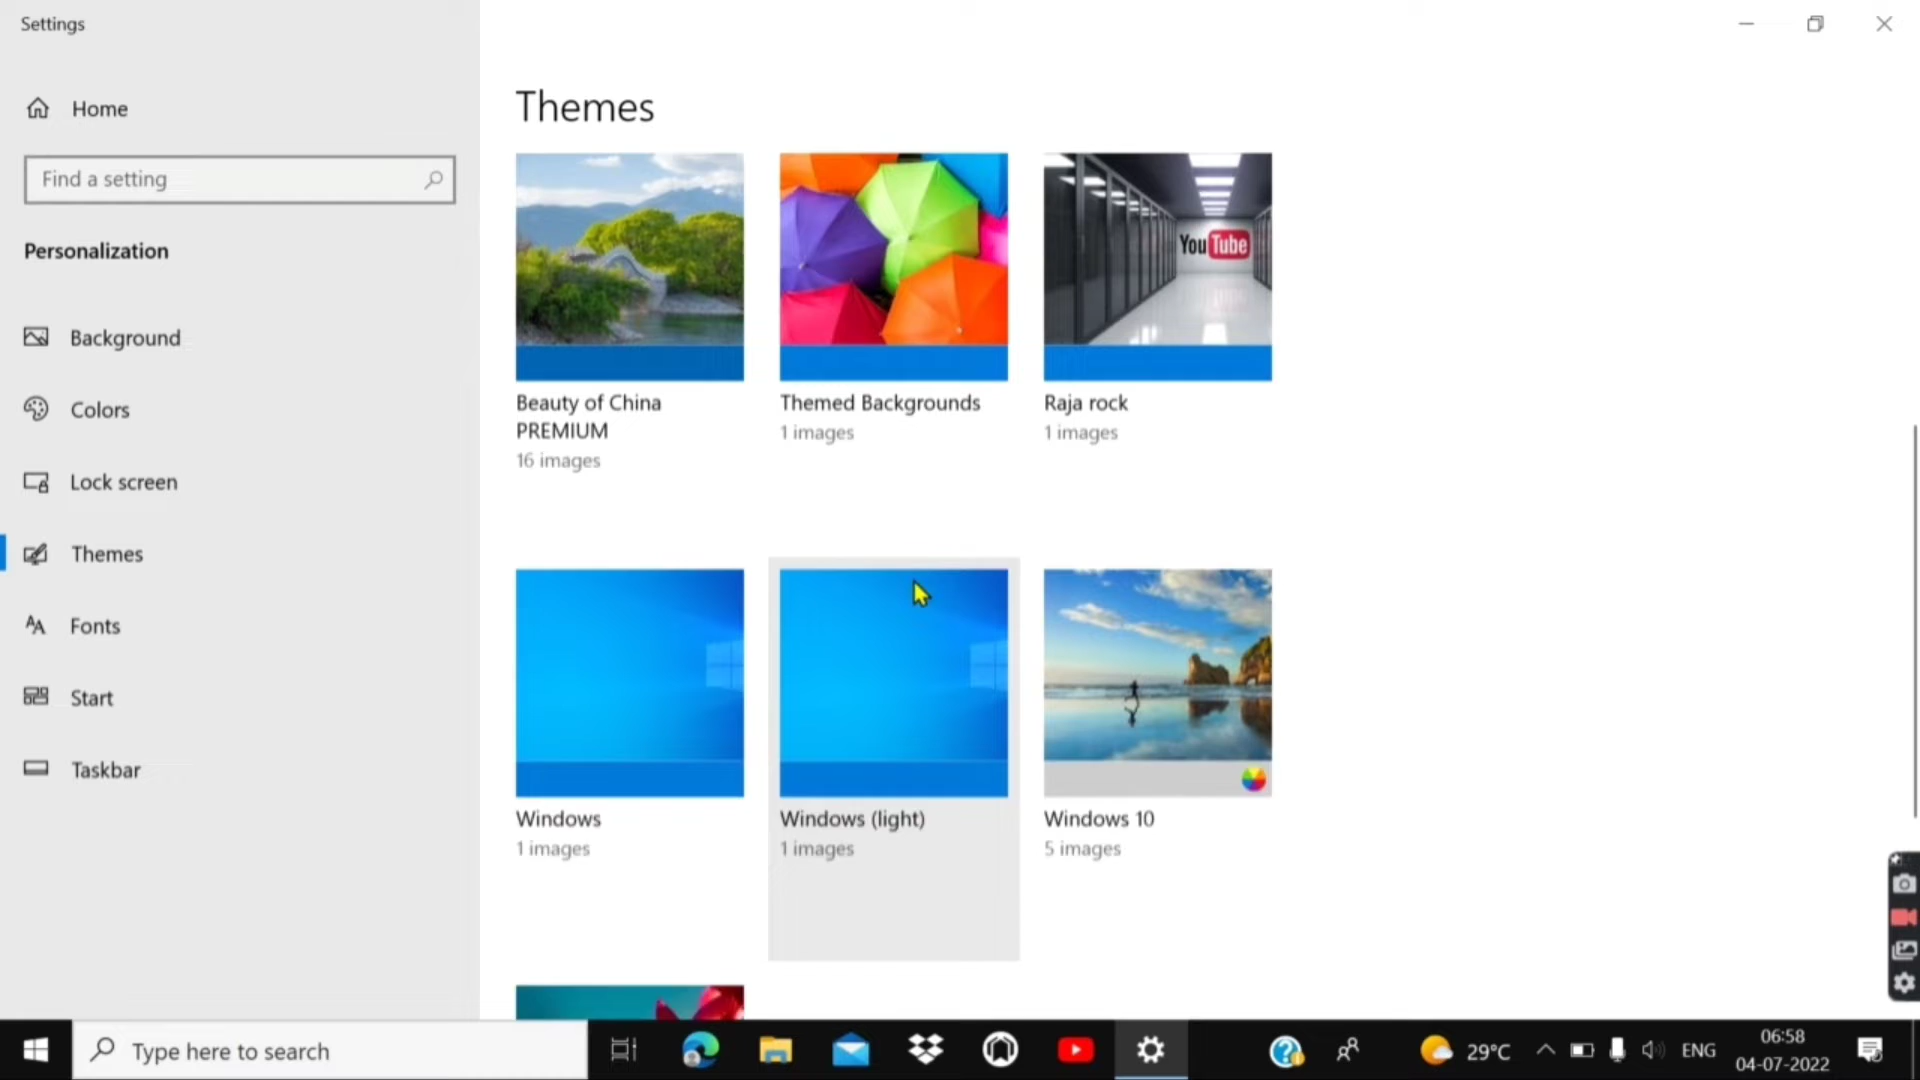 Settings
Home
Find a setting
Personalization
Background
Colors
Lock screen
Themes
Fonts
Start
Taskbar
Themes
YouTube
Beauty of China
PREMIUM
16 images
Themed Backgrounds
1 images
Raja rock
1 images
Windows
1 images
Windows (light)
1 images
Windows 10
5 images
Type here to search
29°C
ENG
06:58
04-07-2022